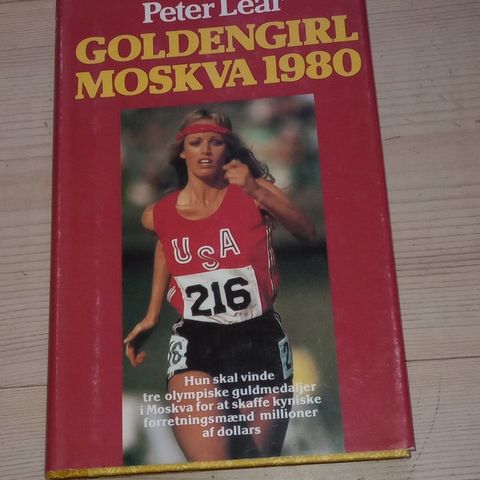 Peter Lear
GOLDENGIRL
MOSKVA 1980
USA
216
16
Hun skal vinde
tre olympiske guldmedaljer
i Moskva for at skaffe kyniske
forretningsmænd millioner
af dollars